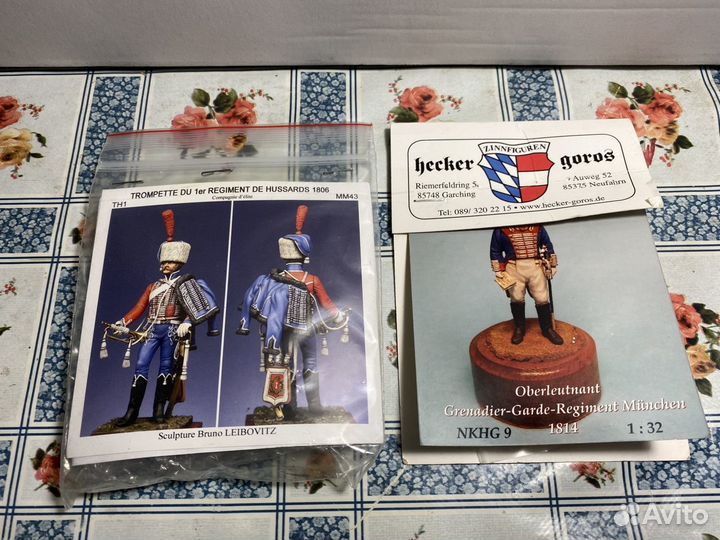 TROMPETTE DU 1er REGIMENT DE HUSSARDS 1806
Compagnie d'élite
TH1
MM43
Sculpture Bruno LEIBOVITZ
ZINNFIGUREN
hecker goros
Riemerfeldring 5,
85748 Garching
Auweg 52
85375 Neufahrn
Tel: 089/ 320 22 15 • www.hecker-goros.de
Oberleutnant
Grenadier-Garde-Regiment München
NKHG 9 1814 1:32
Avito